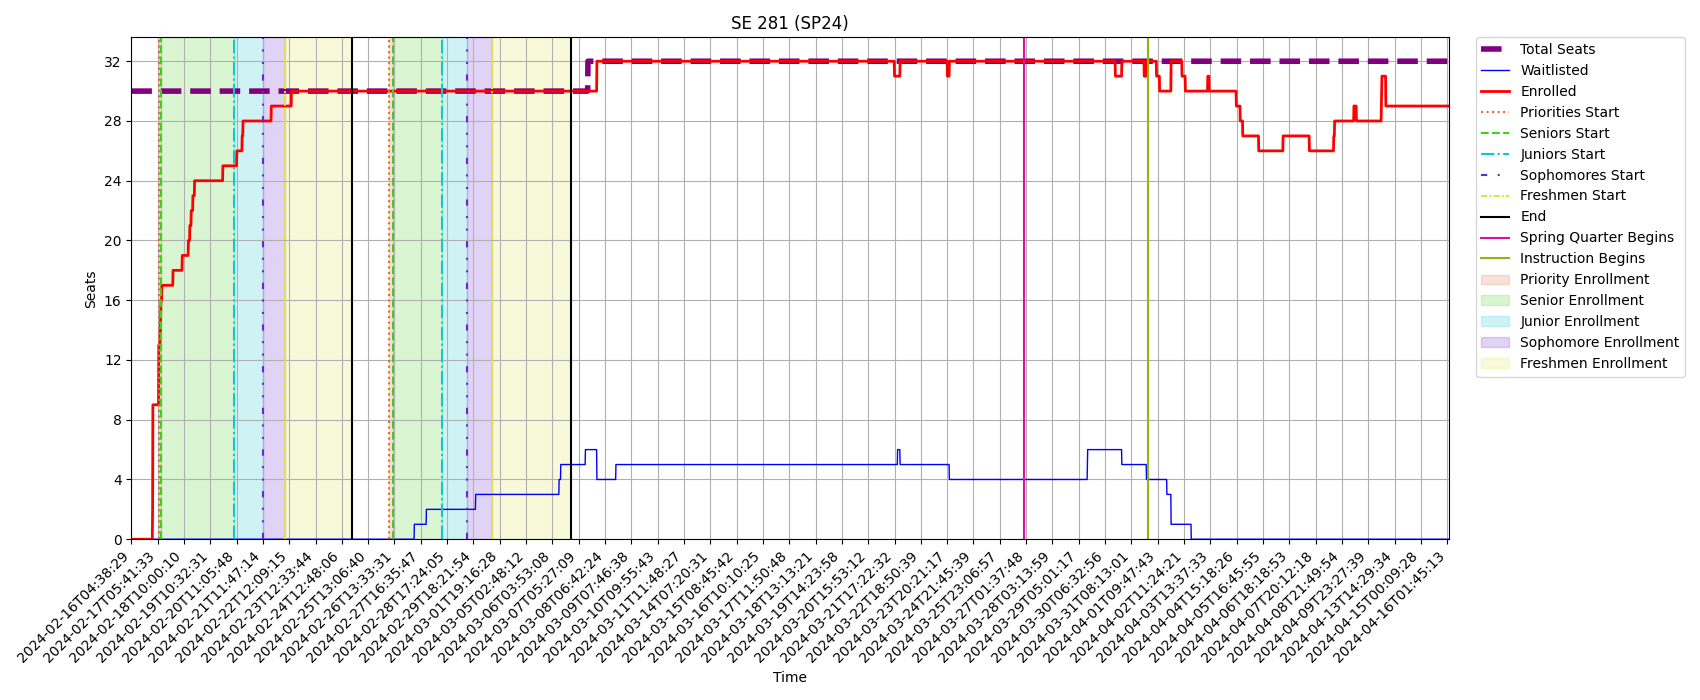 SE 281 (SP24)
Seats
32
28
24
20
16
12
8
4
0
2024-02-16T04:38:29
2024-02-17T05:41:33
2024-02-18T10:00:10
2024-02-19T10:32:31
2024-02-20T11:05:48
2024-02-21T11:47:14
2024-02-22T12:09:15
2024-02-23T12:33:44
2024-02-24T12:48:06
2024-02-25T13:06:40
2024-02-26T13:33:31
2024-02-27T16:35:47
2024-02-28T17:24:05
2024-02-29T18:21:54
2024-03-01T19:16:28
2024-03-05T02:48:12
2024-03-06T03:53:08
2024-03-07T05:27:09
2024-03-08T06:42:24
2024-03-09T07:46:38
2024-03-10T09:55:43
2024-03-11T11:48:27
2024-03-14T07:20:31
2024-03-15T08:45:42
2024-03-16T10:10:25
2024-03-17T11:50:48
2024-03-18T13:13:21
2024-03-19T14:23:58
2024-03-20T15:53:12
2024-03-21T17:22:32
2024-03-22T18:50:39
2024-03-23T20:21:17
2024-03-24T21:45:39
2024-03-25T23:06:57
2024-03-27T01:37:48
2024-03-28T03:13:59
2024-03-29T05:01:17
2024-03-30T06:32:56
2024-03-31T08:13:01
2024-04-01T09:47:43
2024-04-02T11:24:21
2024-04-03T13:37:33
2024-04-04T15:18:26
2024-04-05T16:45:55
2024-04-06T18:18:53
2024-04-07T20:12:18
2024-04-08T21:49:54
2024-04-09T23:27:39
2024-04-13T14:29:34
2024-04-15T00:09:28
2024-04-16T01:45:13
Time
Total Seats
Waitlisted
Enrolled
Priorities Start
Seniors Start
Juniors Start
Sophomores Start
Freshmen Start
End
Spring Quarter Begins
Instruction Begins
Priority Enrollment
Senior Enrollment
Junior Enrollment
Sophomore Enrollment
Freshmen Enrollment